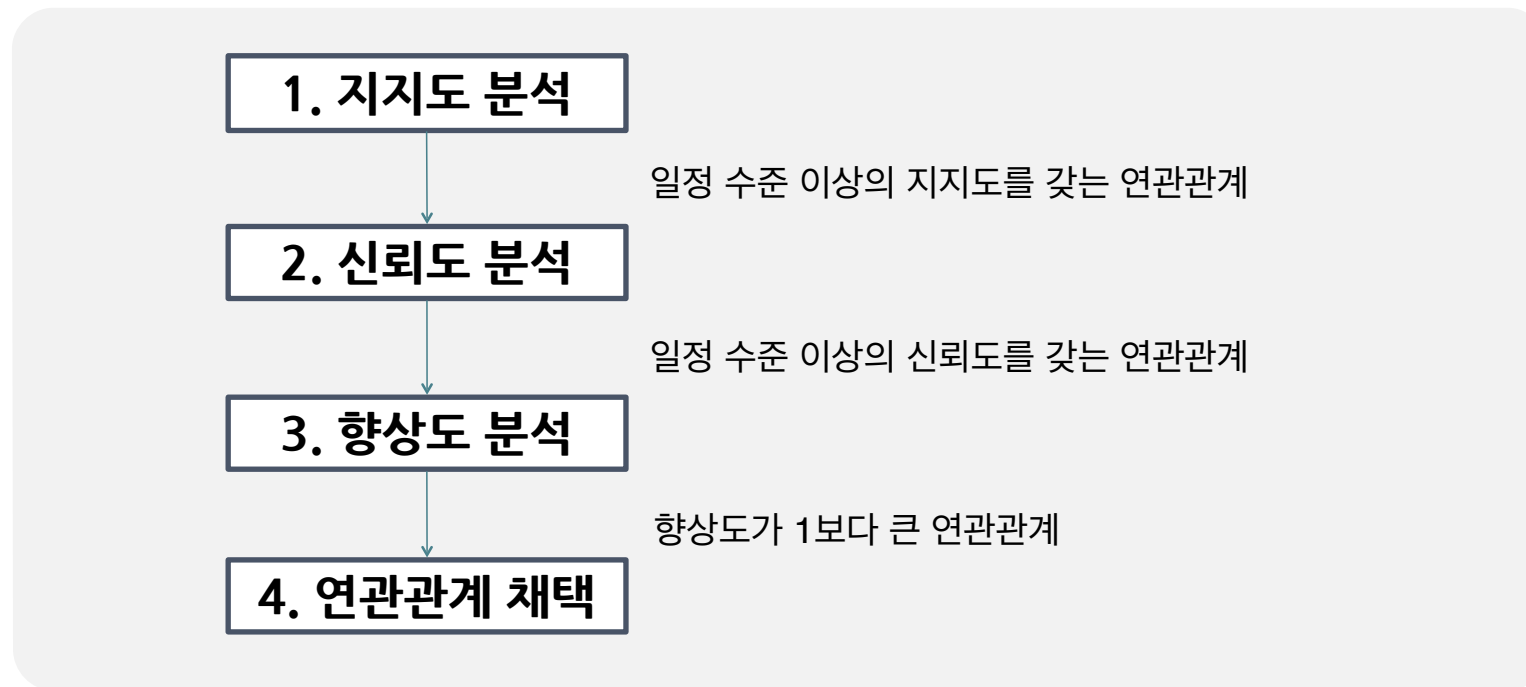 1. 지지도 분석
일정 수준 이상의 지지도를 갖는 연관관계
2. 신뢰도 분석
일정 수준 이상의 신뢰도를 갖는 연관관계
3. 향상도 분석
향상도가 1보다 큰 연관관계
4. 연관관계 채택